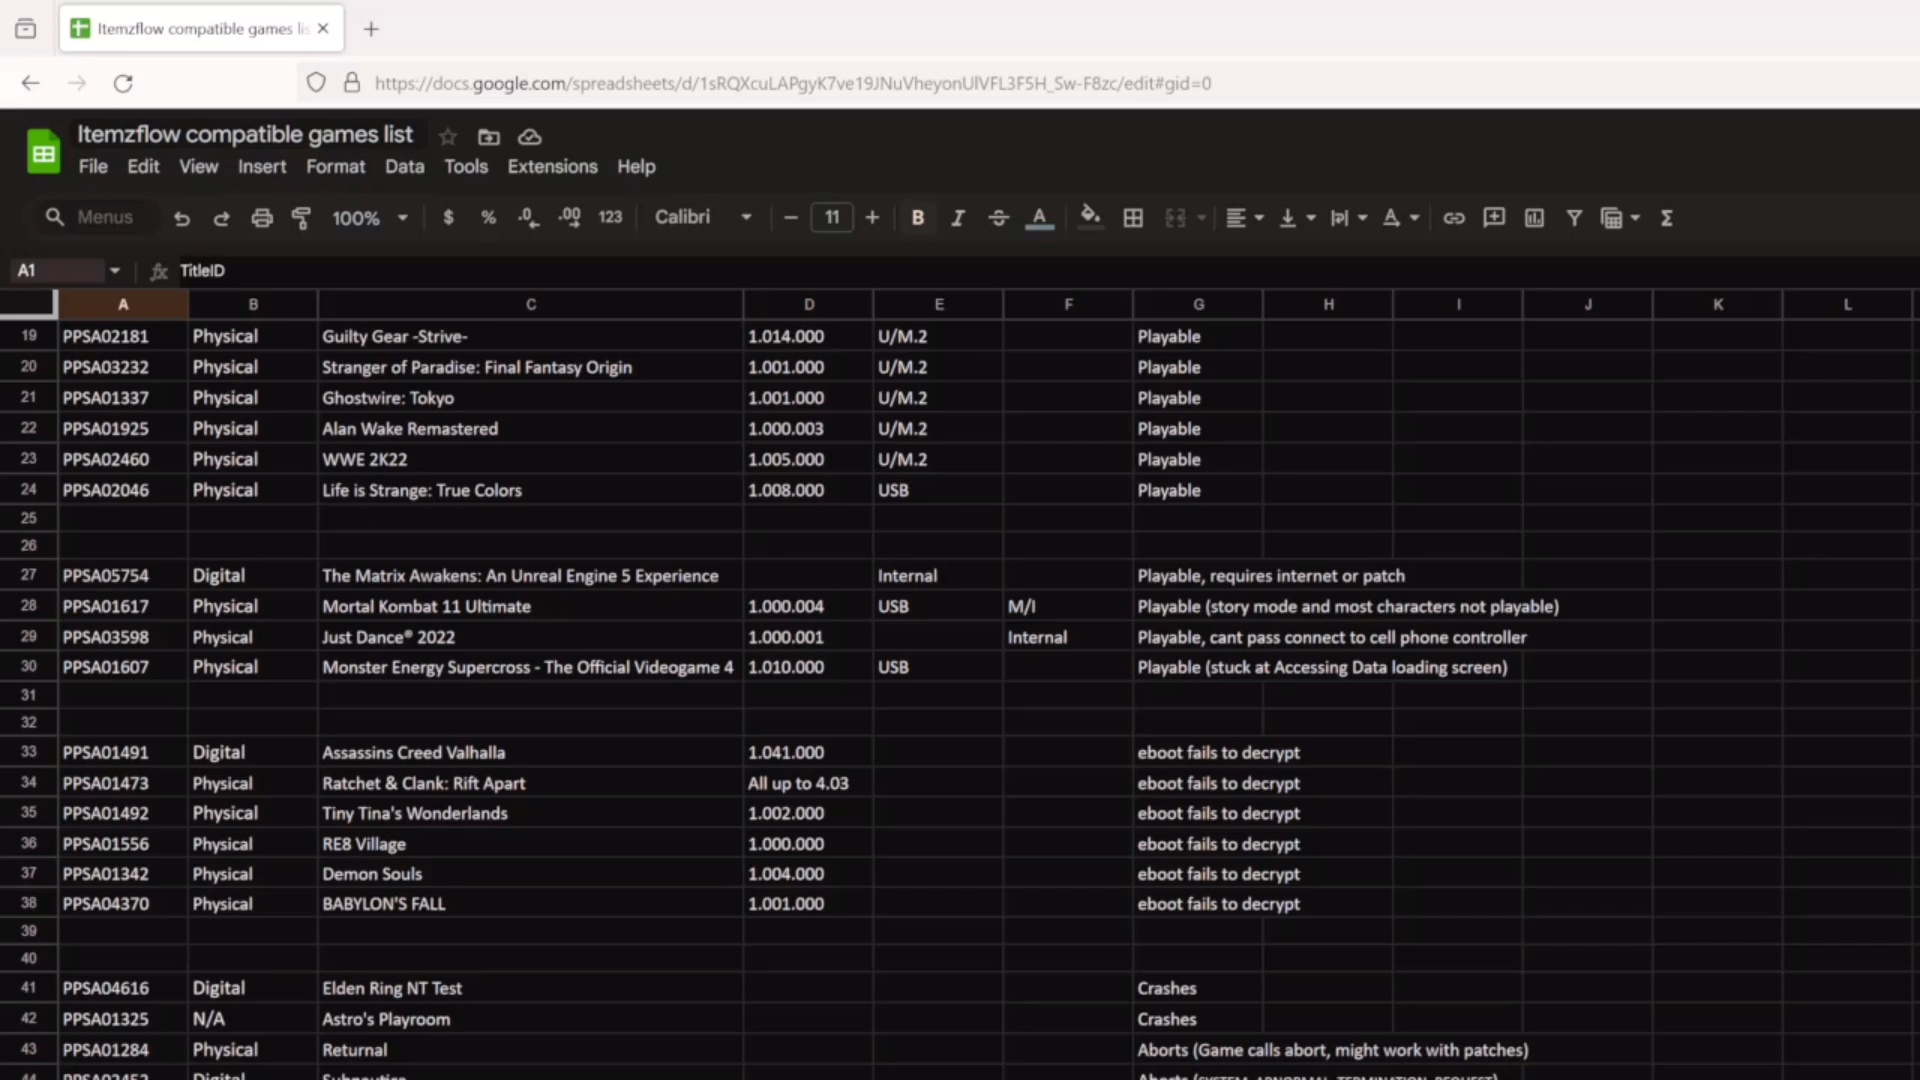 Itemzflow compatible games lis
https://docs.google.com/spreadsheets/d/1sRQXcuLAPgyK7ve19JNuVheyonUlVFL3F5H_Sw-F8zc/edit#gid=0
Itemzflow compatible games list
File Edit View Insert Format Data Tools Extensions Help
Menus 100% $ % .0 .00 123 Calibri 11 B I S A
A1 fx TitleID
A B C D E F G H I J K L
19 PPSA02181 Physical Guilty Gear -Strive- 1.014.000 U/M.2 Playable
20 PPSA03232 Physical Stranger of Paradise: Final Fantasy Origin 1.001.000 U/M.2 Playable
21 PPSA01337 Physical Ghostwire: Tokyo 1.001.000 U/M.2 Playable
22 PPSA01925 Physical Alan Wake Remastered 1.000.003 U/M.2 Playable
23 PPSA02460 Physical WWE 2K22 1.005.000 U/M.2 Playable
24 PPSA02046 Physical Life is Strange: True Colors 1.008.000 USB Playable
25
26
27 PPSA05754 Digital The Matrix Awakens: An Unreal Engine 5 Experience Internal Playable, requires internet or patch
28 PPSA01617 Physical Mortal Kombat 11 Ultimate 1.000.004 USB M/I Playable (story mode and most characters not playable)
29 PPSA03598 Physical Just Dance® 2022 1.000.001 Internal Playable, cant pass connect to cell phone controller
30 PPSA01607 Physical Monster Energy Supercross - The Official Videogame 4 1.010.000 USB Playable (stuck at Accessing Data loading screen)
31
32
33 PPSA01491 Digital Assassins Creed Valhalla 1.041.000 eboot fails to decrypt
34 PPSA01473 Physical Ratchet & Clank: Rift Apart All up to 4.03 eboot fails to decrypt
35 PPSA01492 Physical Tiny Tina's Wonderlands 1.002.000 eboot fails to decrypt
36 PPSA01556 Physical RE8 Village 1.000.000 eboot fails to decrypt
37 PPSA01342 Physical Demon Souls 1.004.000 eboot fails to decrypt
38 PPSA04370 Physical BABYLON'S FALL 1.001.000 eboot fails to decrypt
39
40
41 PPSA04616 Digital Elden Ring NT Test Crashes
42 PPSA01325 N/A Astro's Playroom Crashes
43 PPSA01284 Physical Returnal Aborts (Game calls abort, might work with patches)
44 PPSA02453 Digital Subnautica Aborts (SYSTEM_ABNORMAL_TERMINATION_REQUEST)